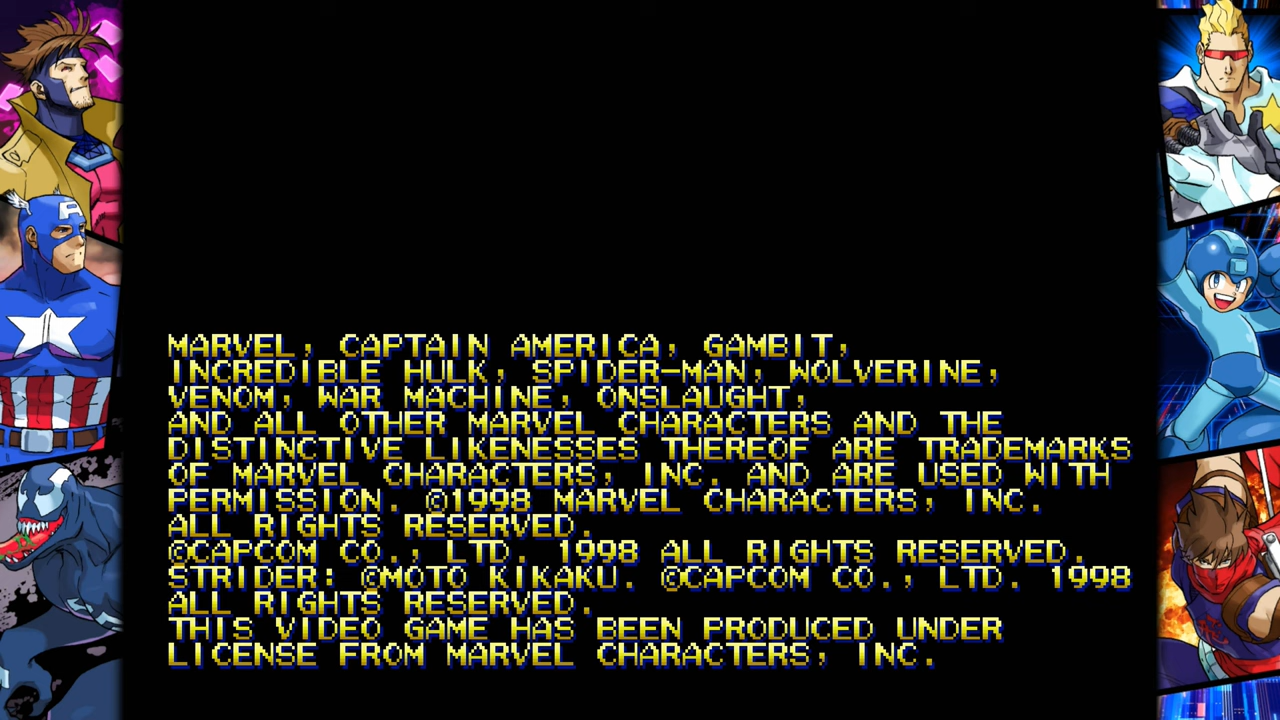 MARVEL, CAPTAIN AMERICA, GAMBIT,
INCREDIBLE HULK, SPIDER-MAN, WOLVERINE,
VENOM, WAR MACHINE, ONSLAUGHT,
AND ALL OTHER MARVEL CHARACTERS AND THE
DISTINCTIVE LIKENESSES THEREOF ARE TRADEMARKS
OF MARVEL CHARACTERS, INC. AND ARE USED WITH
PERMISSION. ©1998 MARVEL CHARACTERS, INC.
ALL RIGHTS RESERVED.
©CAPCOM CO., LTD. 1998 ALL RIGHTS RESERVED.
STRIDER: ©MOTO KIKAKU. ©CAPCOM CO., LTD. 1998
ALL RIGHTS RESERVED.
THIS VIDEO GAME HAS BEEN PRODUCED UNDER
LICENSE FROM MARVEL CHARACTERS, INC.